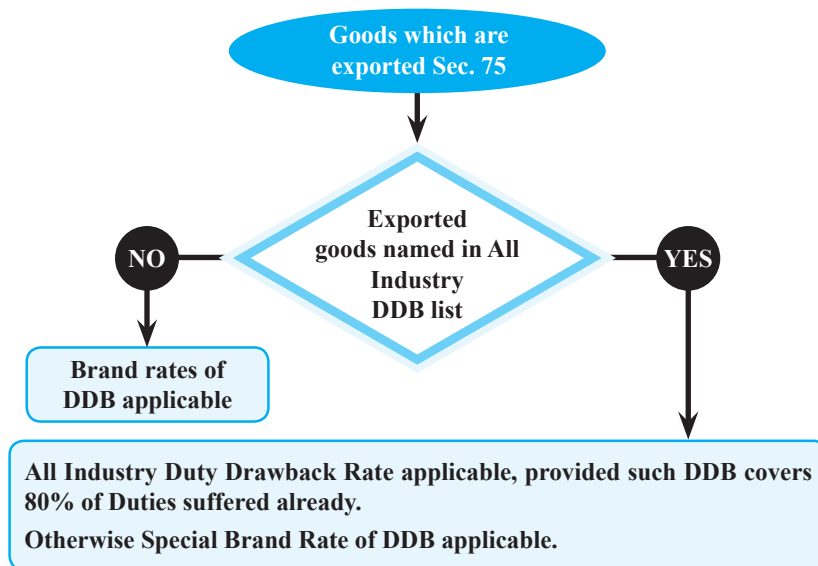 Goods which are
exported Sec. 75
Exported
goods named in All
Industry
DDB list
NO
YES
Brand rates of
DDB applicable
All Industry Duty Drawback Rate applicable, provided such DDB covers
80% of Duties suffered already.
Otherwise Special Brand Rate of DDB applicable.